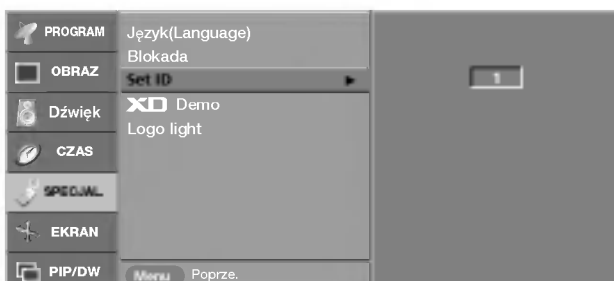 PROGRAM
OBRAZ
Dźwięk
CZAS
SPECJAL.
EKRAN
PIP/DW
Język(Language)
Blokada
Set ID
XD Demo
Logo light
Menu Poprze.
1